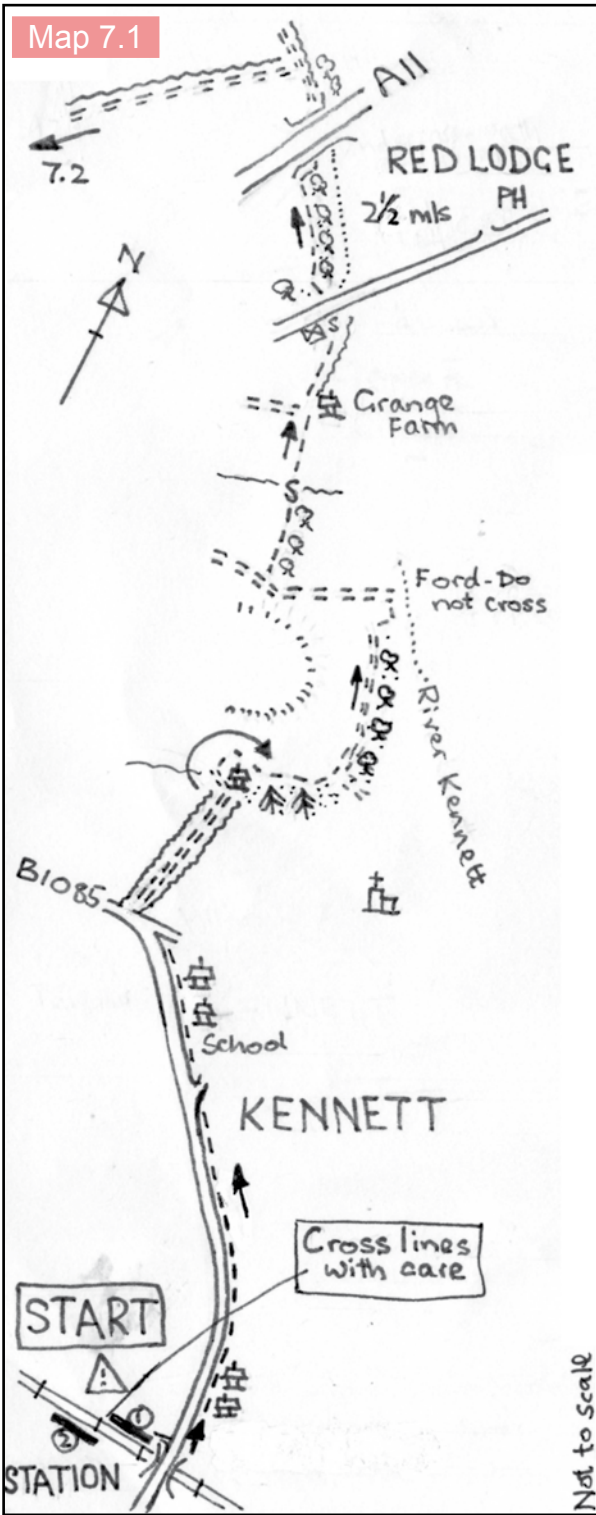 Map 7.1
A11
7.2
RED LODGE
2½ mls
PH
N
S
Grange
Farm
S
Ford-Do
not cross
River Kennett
B1085
School
KENNETT
Cross lines
with care
START
!
①
②
STATION
Not to scale